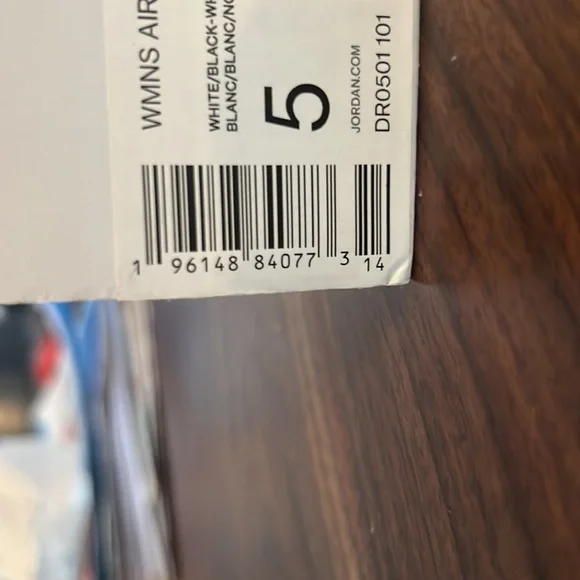 WMNS AIR
WHITE/BLACK-WH
BLANC/BLANC/NO
5
JORDAN.COM
DR0501 101
1 96148 84077 3 14